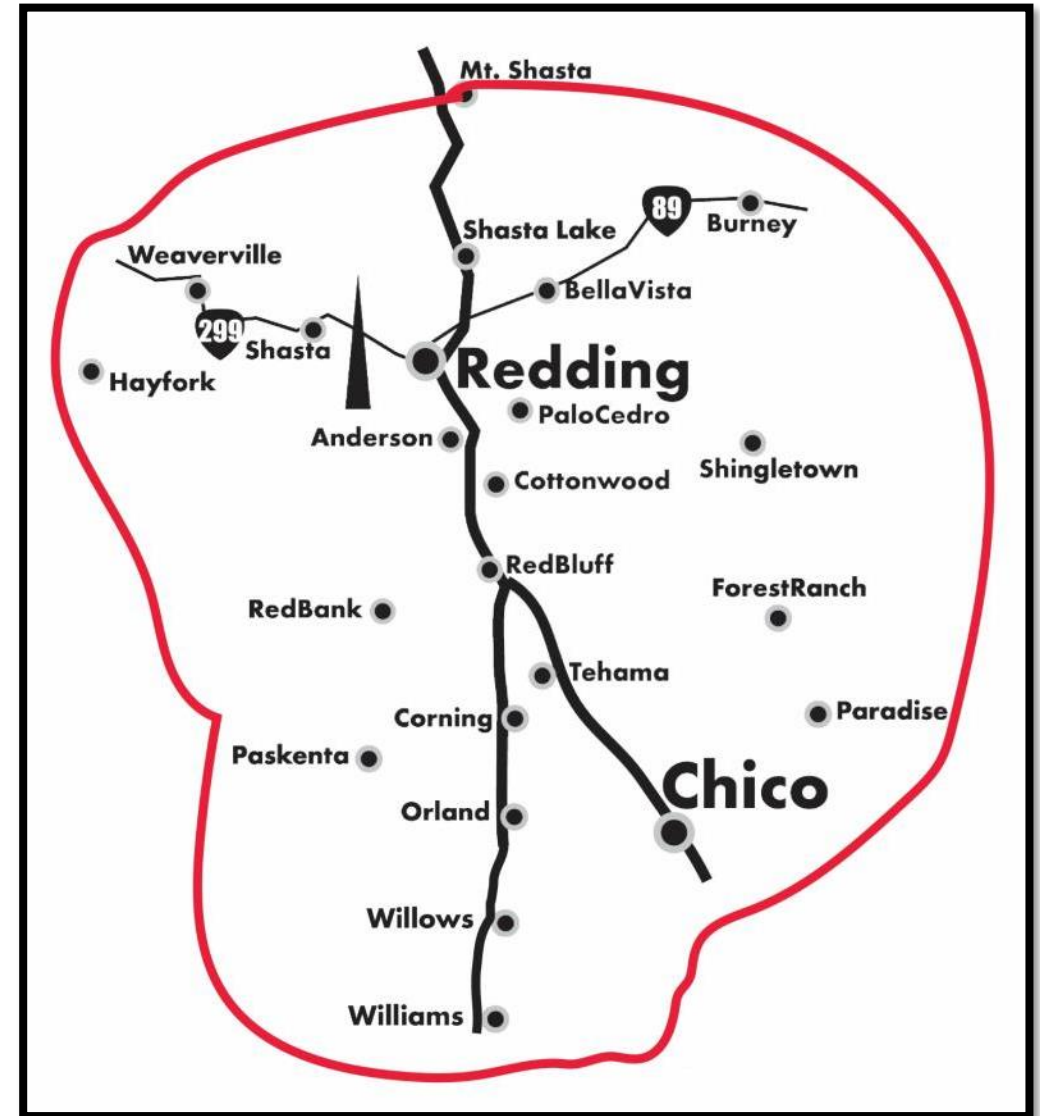 Mt. Shasta
89
Burney
Shasta Lake
Weaverville
BellaVista
299
Shasta
Redding
Hayfork
PaloCedro
Anderson
Shingletown
Cottonwood
RedBluff
ForestRanch
RedBank
Tehama
Corning
Paradise
Paskenta
Chico
Orland
Willows
Williams